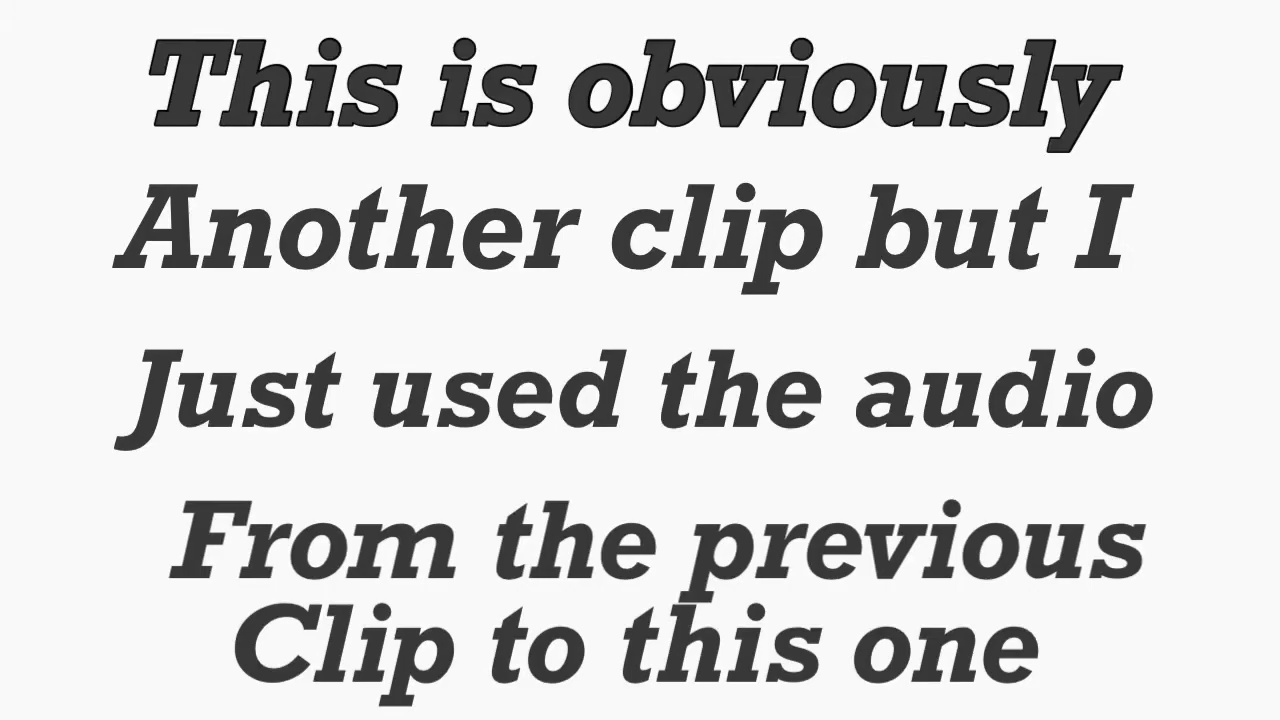 This is obviously
Another clip but I
Just used the audio
From the previous
Clip to this one